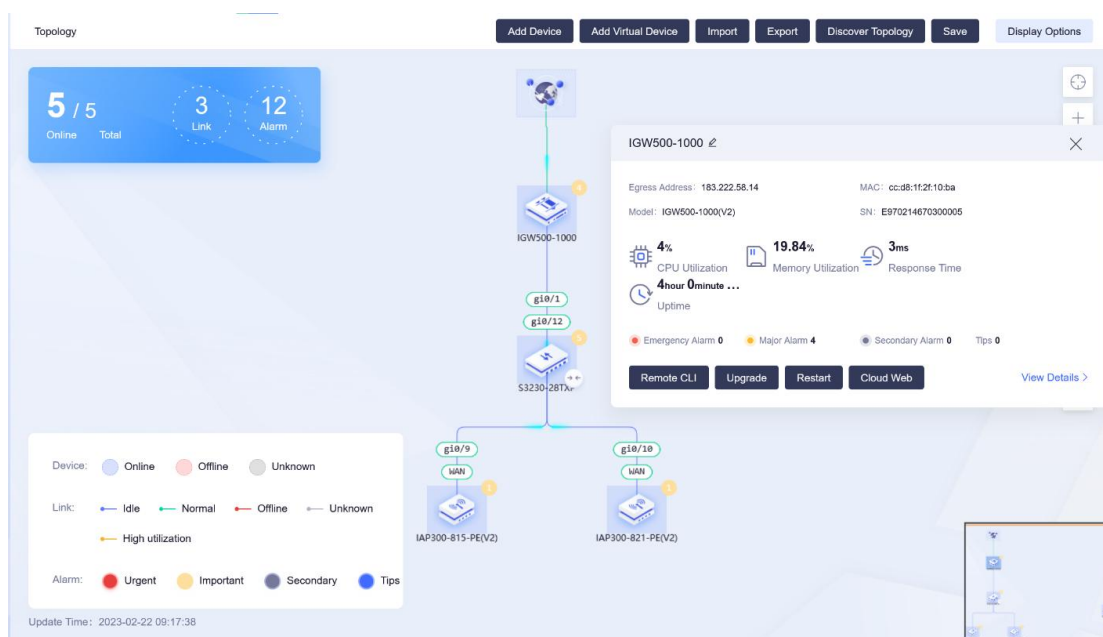 Topology
Add Device Add Virtual Device Import Export Discover Topology Save Display Options
5 / 5
Online Total
3
Link
12
Alarm
IGW500-1000
Egress Address: 183.222.58.14 MAC: cc:d8:1f:2f:10:ba
Model: IGW500-1000(V2) SN: E970214670300005
4% 19.84% 3ms
CPU Utilization Memory Utilization Response Time
4hour 0minute ...
Uptime
Emergency Alarm 0 Major Alarm 4 Secondary Alarm 0 Tips 0
Remote CLI Upgrade Restart Cloud Web View Details >
4
IGW500-1000
gi0/1
gi0/12
5
gi0/9 gi0/10
WAN WAN
IAP300-815-PE(V2) IAP300-821-PE(V2)
Device: Online Offline Unknown
Link: Idle Normal Offline Unknown
High utilization
Alarm: Urgent Important Secondary Tips
Update Time: 2023-02-22 09:17:38